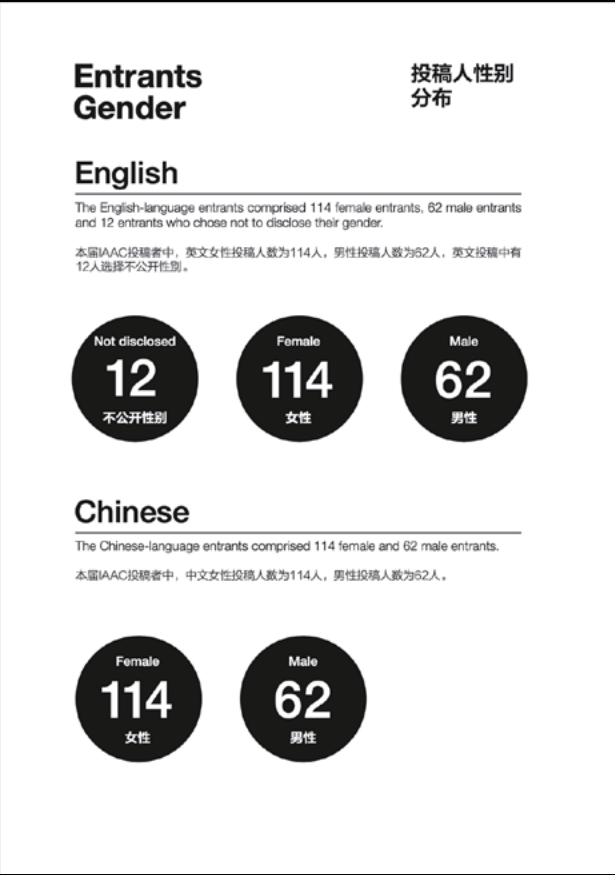 Entrants
Gender
投稿人性别
分布
English
The English-language entrants comprised 114 female entrants, 62 male entrants
and 12 entrants who chose not to disclose their gender.
本届IAAC投稿者中，英文女性投稿人数为114人，男性投稿人数为62人，英文投稿中有
12人选择不公开性别。
Not disclosed
12
不公开性别
Female
114
女性
Male
62
男性
Chinese
The Chinese-language entrants comprised 114 female and 62 male entrants.
本届IAAC投稿者中，中文女性投稿人数为114人，男性投稿人数为62人。
Female
114
女性
Male
62
男性